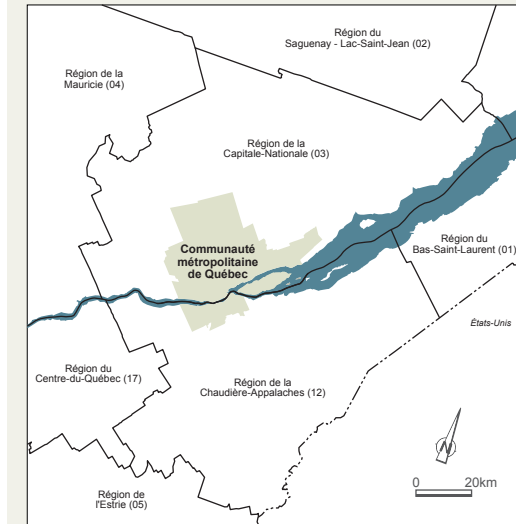 Région du
Saguenay - Lac-Saint-Jean (02)
Région de la
Mauricie (04)
Région de la
Capitale-Nationale (03)
Communauté
métropolitaine
de Québec
Région du
Bas-Saint-Laurent (01)
États-Unis
Région du
Centre-du-Québec (17)
Région de la
Chaudière-Appalaches (12)
Région de
l'Estrie (05)
N
0 20km